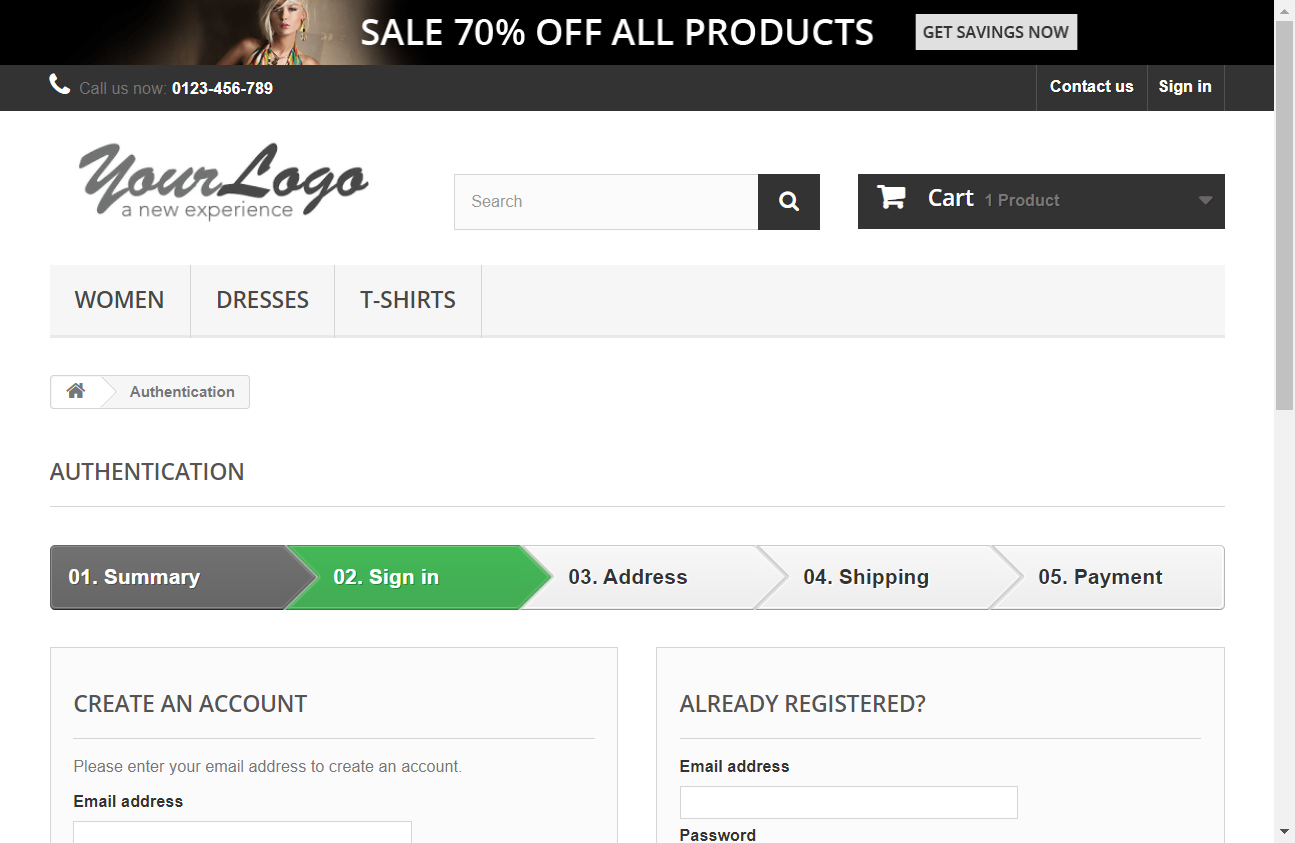 SALE 70% OFF ALL PRODUCTS GET SAVINGS NOW
Call us now: 0123-456-789 Contact us Sign in
YourLogo
a new experience
Search
Cart 1 Product
WOMEN DRESSES T-SHIRTS
Authentication
AUTHENTICATION
01. Summary 02. Sign in 03. Address 04. Shipping 05. Payment
CREATE AN ACCOUNT
Please enter your email address to create an account.
Email address
ALREADY REGISTERED?
Email address
Password